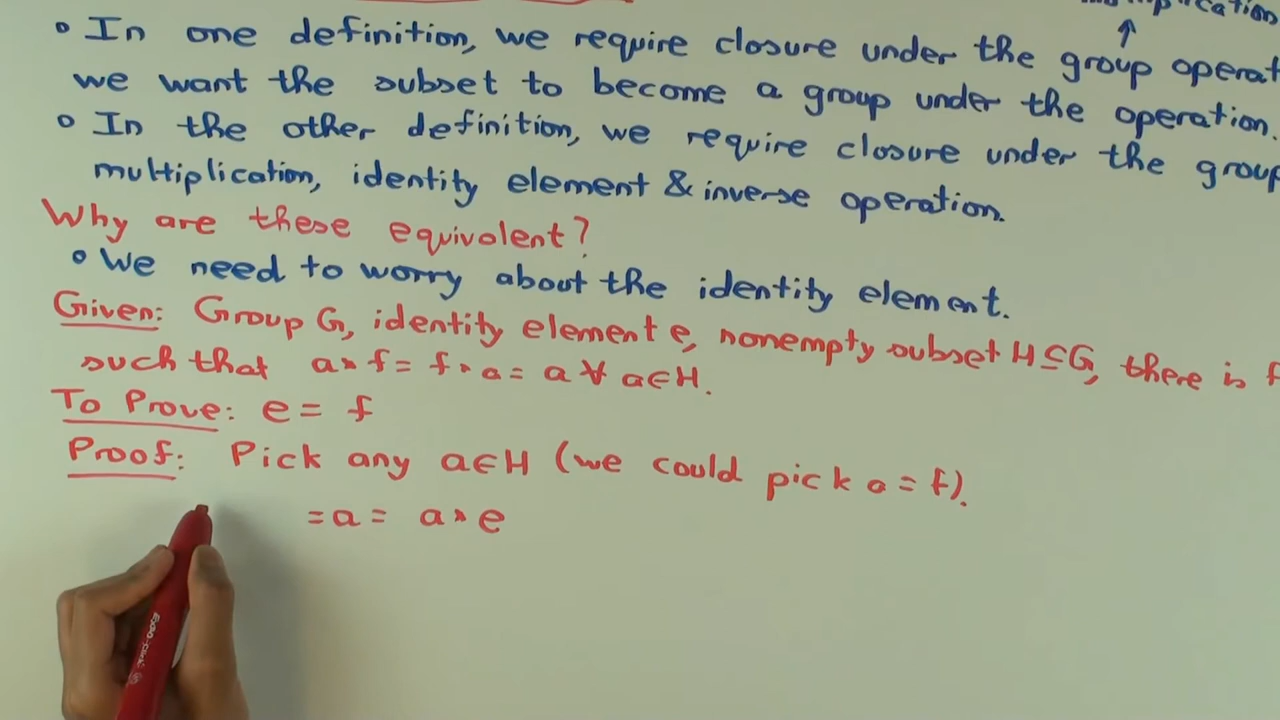 • In one definition, we require closure under the group operat
we want the subset to become a group under the operation.
• In the other definition, we require closure under the group
multiplication, identity element & inverse operation.
Why are these equivolent?
• We need to worry about the identity element.
Given: Group G, identity element e, nonempty subset H⊆G, there is f
such that a * f = f * a = a ∀ a∈H.
To Prove: e = f
Proof: Pick any a∈H (we could pick a = f).
= a = a * e
EXPO